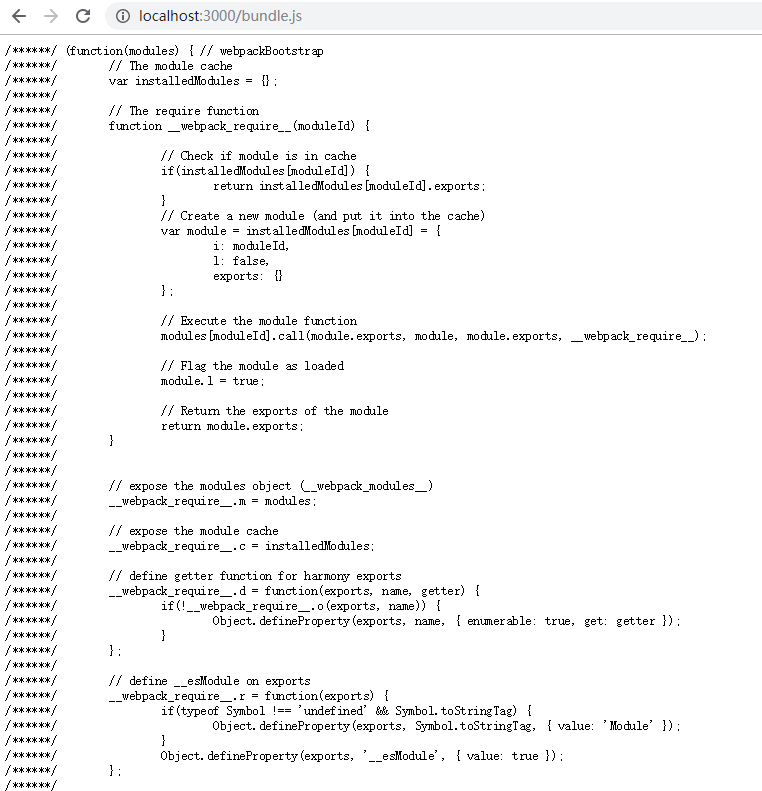 localhost:3000/bundle.js
/******/ (function(modules) { // webpackBootstrap
/******/ 	// The module cache
/******/ 	var installedModules = {};
/******/
/******/ 	// The require function
/******/ 	function __webpack_require__(moduleId) {
/******/
/******/ 		// Check if module is in cache
/******/ 		if(installedModules[moduleId]) {
/******/ 			return installedModules[moduleId].exports;
/******/ 		}
/******/ 		// Create a new module (and put it into the cache)
/******/ 		var module = installedModules[moduleId] = {
/******/ 			i: moduleId,
/******/ 			l: false,
/******/ 			exports: {}
/******/ 		};
/******/
/******/ 		// Execute the module function
/******/ 		modules[moduleId].call(module.exports, module, module.exports, __webpack_require__);
/******/
/******/ 		// Flag the module as loaded
/******/ 		module.l = true;
/******/
/******/ 		// Return the exports of the module
/******/ 		return module.exports;
/******/ 	}
/******/
/******/
/******/ 	// expose the modules object (__webpack_modules__)
/******/ 	__webpack_require__.m = modules;
/******/
/******/ 	// expose the module cache
/******/ 	__webpack_require__.c = installedModules;
/******/
/******/ 	// define getter function for harmony exports
/******/ 	__webpack_require__.d = function(exports, name, getter) {
/******/ 		if(!__webpack_require__.o(exports, name)) {
/******/ 			Object.defineProperty(exports, name, { enumerable: true, get: getter });
/******/ 		}
/******/ 	};
/******/
/******/ 	// define __esModule on exports
/******/ 	__webpack_require__.r = function(exports) {
/******/ 		if(typeof Symbol !== 'undefined' && Symbol.toStringTag) {
/******/ 			Object.defineProperty(exports, Symbol.toStringTag, { value: 'Module' });
/******/ 		}
/******/ 		Object.defineProperty(exports, '__esModule', { value: true });
/******/ 	};
/******/